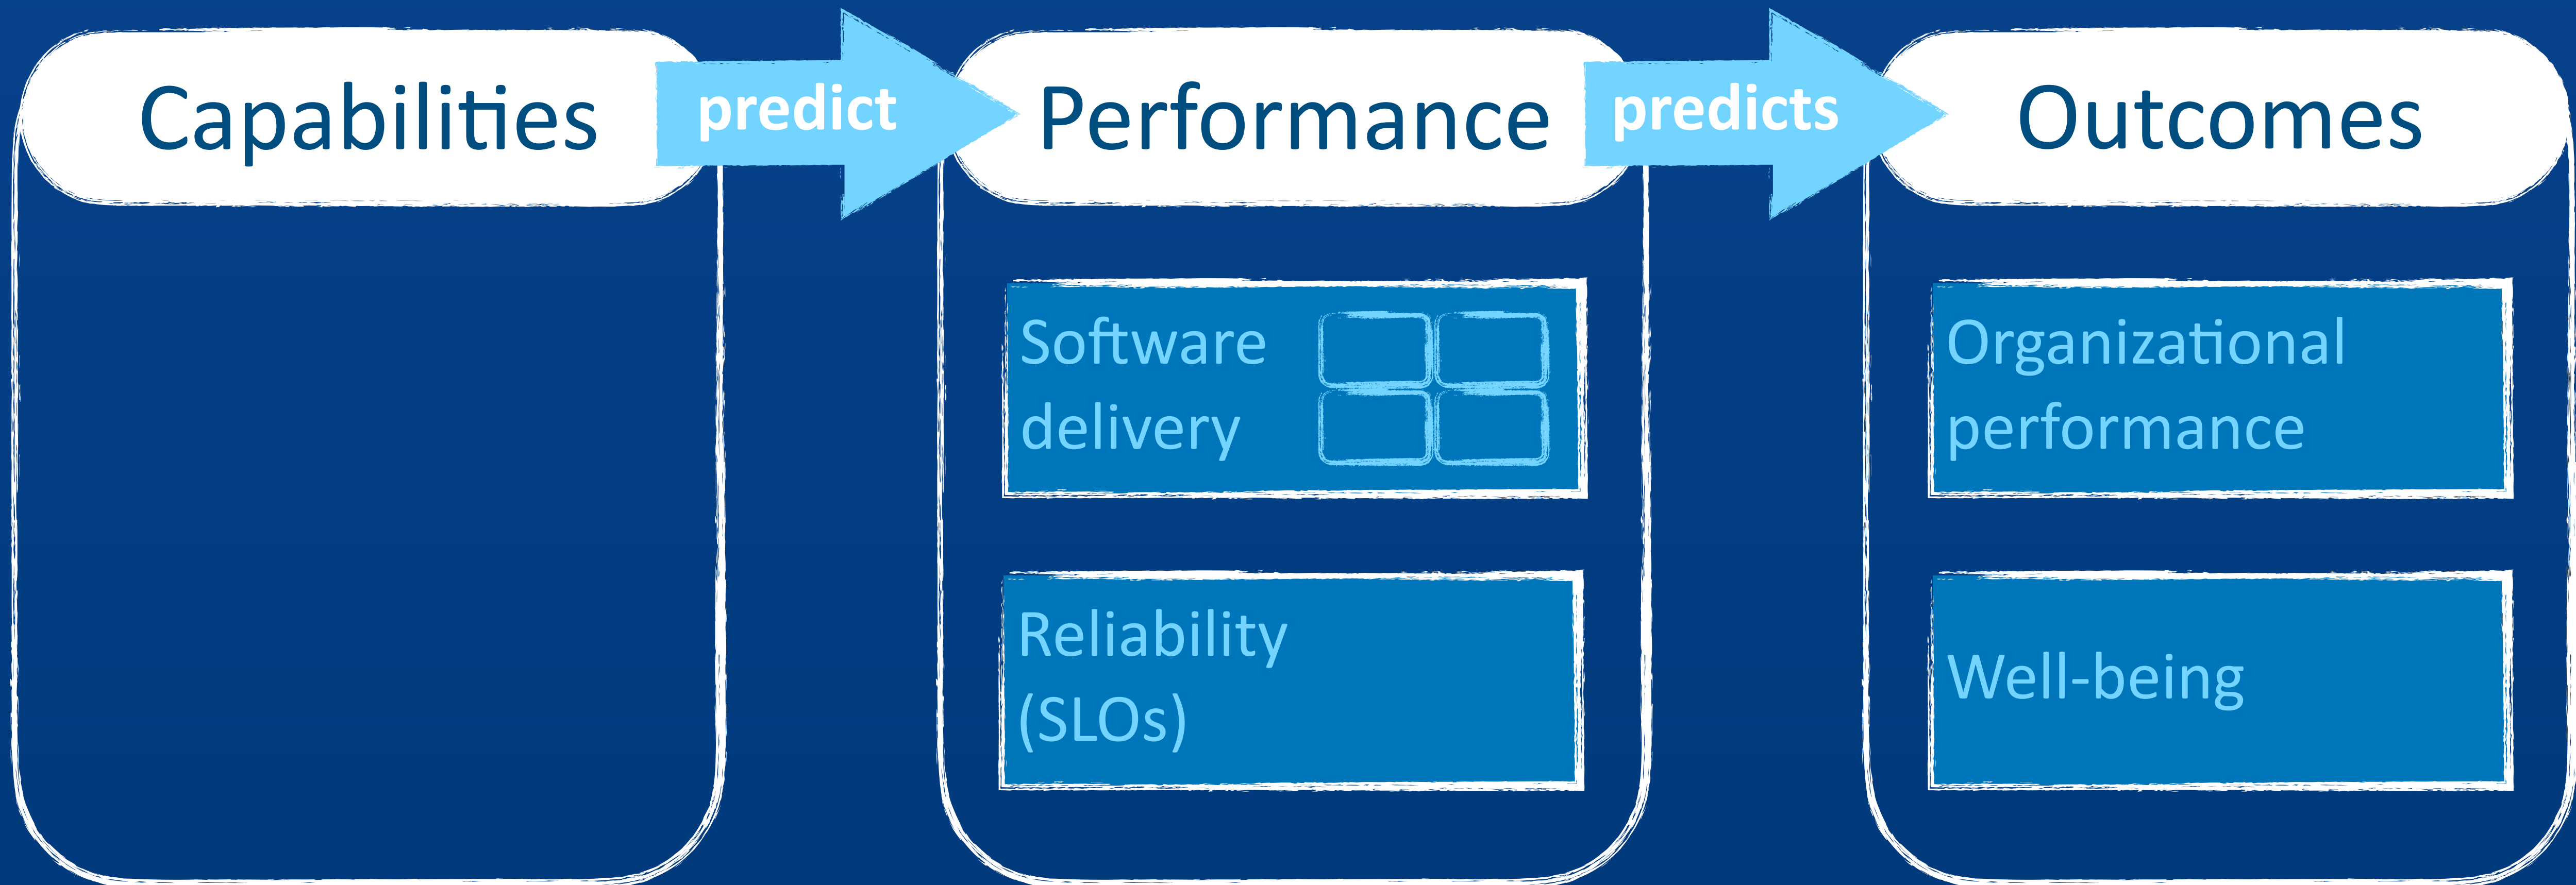 Capabilities
predict
Performance
predicts
Outcomes
Software
delivery
Reliability
(SLOs)
Organizational
performance
Well-being